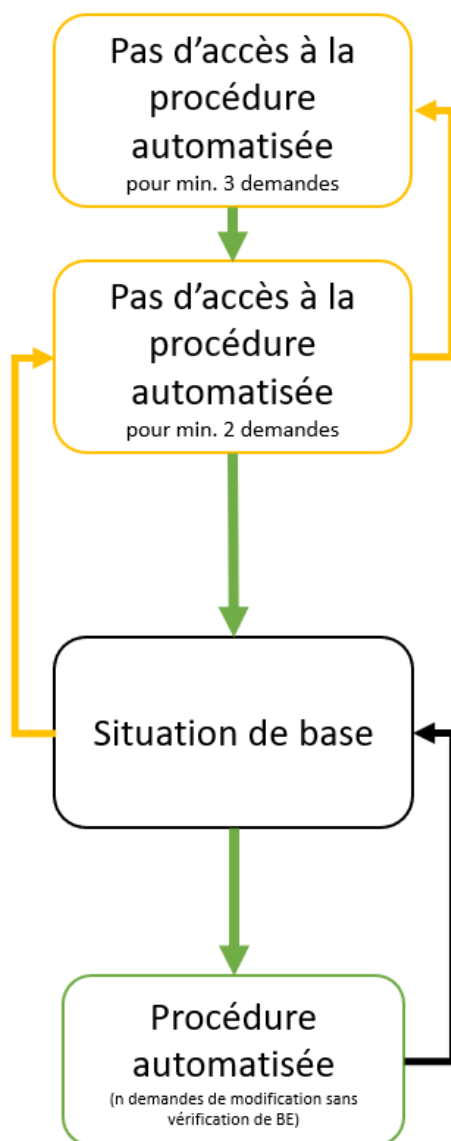 Pas d’accès à la
procédure
automatisée
pour min. 3 demandes
Pas d’accès à la
procédure
automatisée
pour min. 2 demandes
Situation de base
Procédure
automatisée
(n demandes de modification sans
vérification de BE)